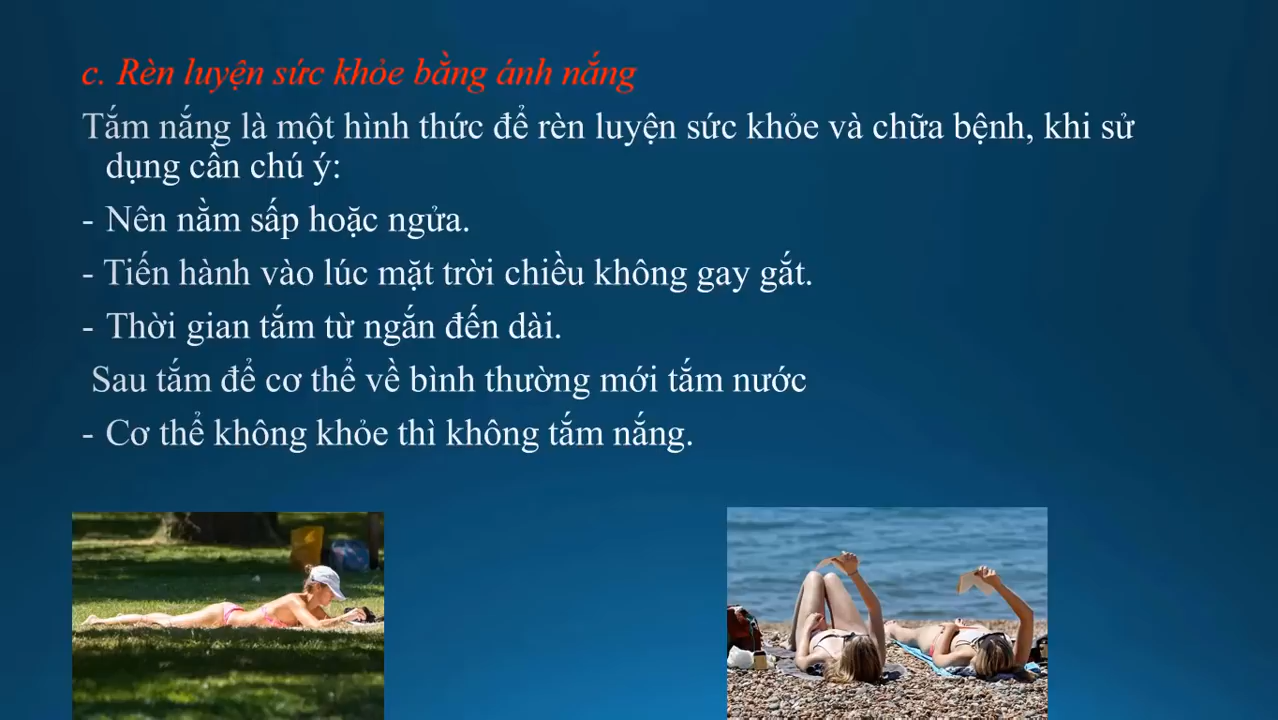 c. Rèn luyện sức khỏe bằng ánh nắng
Tắm nắng là một hình thức để rèn luyện sức khỏe và chữa bệnh, khi sử
dụng cần chú ý:
- Nên nằm sấp hoặc ngửa.
- Tiến hành vào lúc mặt trời chiều không gay gắt.
- Thời gian tắm từ ngắn đến dài.
Sau tắm để cơ thể về bình thường mới tắm nước
- Cơ thể không khỏe thì không tắm nắng.